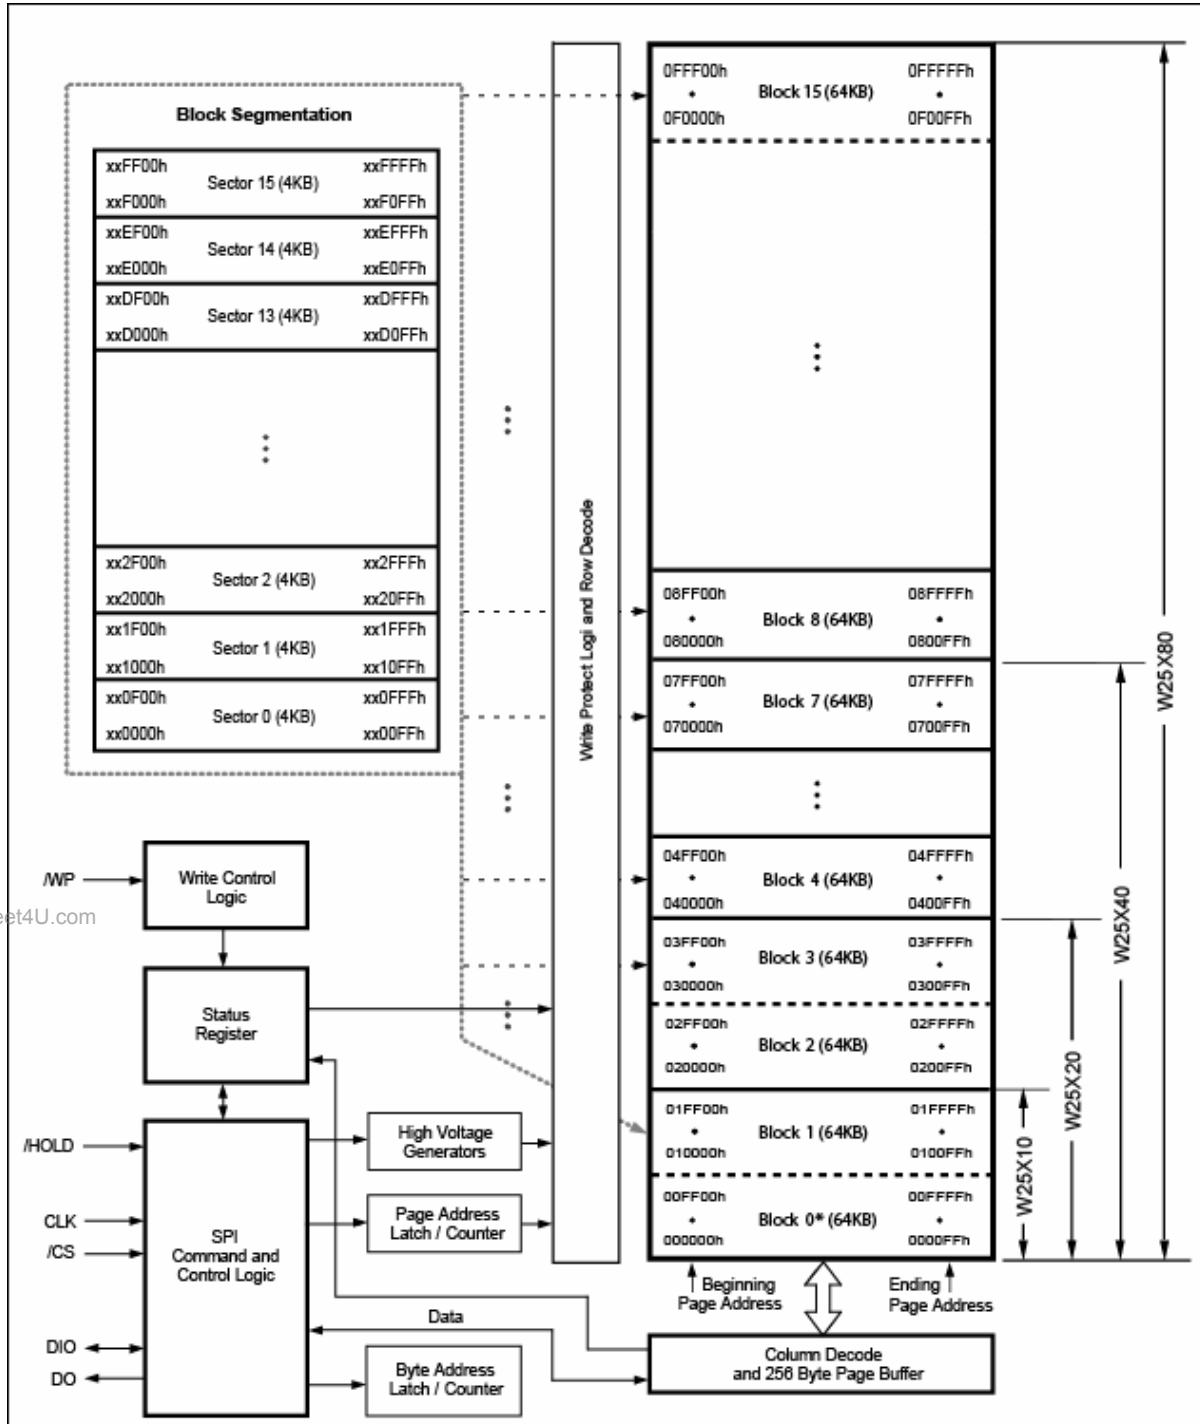 Block Segmentation
xxFF00h xxFFFFh
Sector 15 (4KB)
xxF000h xxF0FFh
xxEF00h xxEFFFh
Sector 14 (4KB)
xxE000h xxE0FFh
xxDF00h xxDFFFh
Sector 13 (4KB)
xxD000h xxD0FFh
xx2F00h xx2FFFh
Sector 2 (4KB)
xx2000h xx20FFh
xx1F00h xx1FFFh
Sector 1 (4KB)
xx1000h xx10FFh
xx0F00h xx0FFFh
Sector 0 (4KB)
xx0000h xx00FFh
Write Protect Logi and Row Decode
0FFF00h 0FFFFFh
Block 15 (64KB)
0F0000h 0F00FFh
08FF00h 08FFFFh
Block 8 (64KB)
080000h 0800FFh
07FF00h 07FFFFh
Block 7 (64KB)
070000h 0700FFh
04FF00h 04FFFFh
Block 4 (64KB)
040000h 0400FFh
03FF00h 03FFFFh
Block 3 (64KB)
030000h 0300FFh
02FF00h 02FFFFh
Block 2 (64KB)
020000h 0200FFh
01FF00h 01FFFFh
Block 1 (64KB)
010000h 0100FFh
00FF00h 00FFFFh
Block 0* (64KB)
000000h 0000FFh
W25X10
W25X20
W25X40
W25X80
Beginning
Page Address
Ending
Page Address
/WP
Write Control
Logic
eet4U.com
Status
Register
/HOLD
CLK
/CS
DIO
DO
SPI
Command and
Control Logic
High Voltage
Generators
Page Address
Latch / Counter
Data
Byte Address
Latch / Counter
Column Decode
and 256 Byte Page Buffer